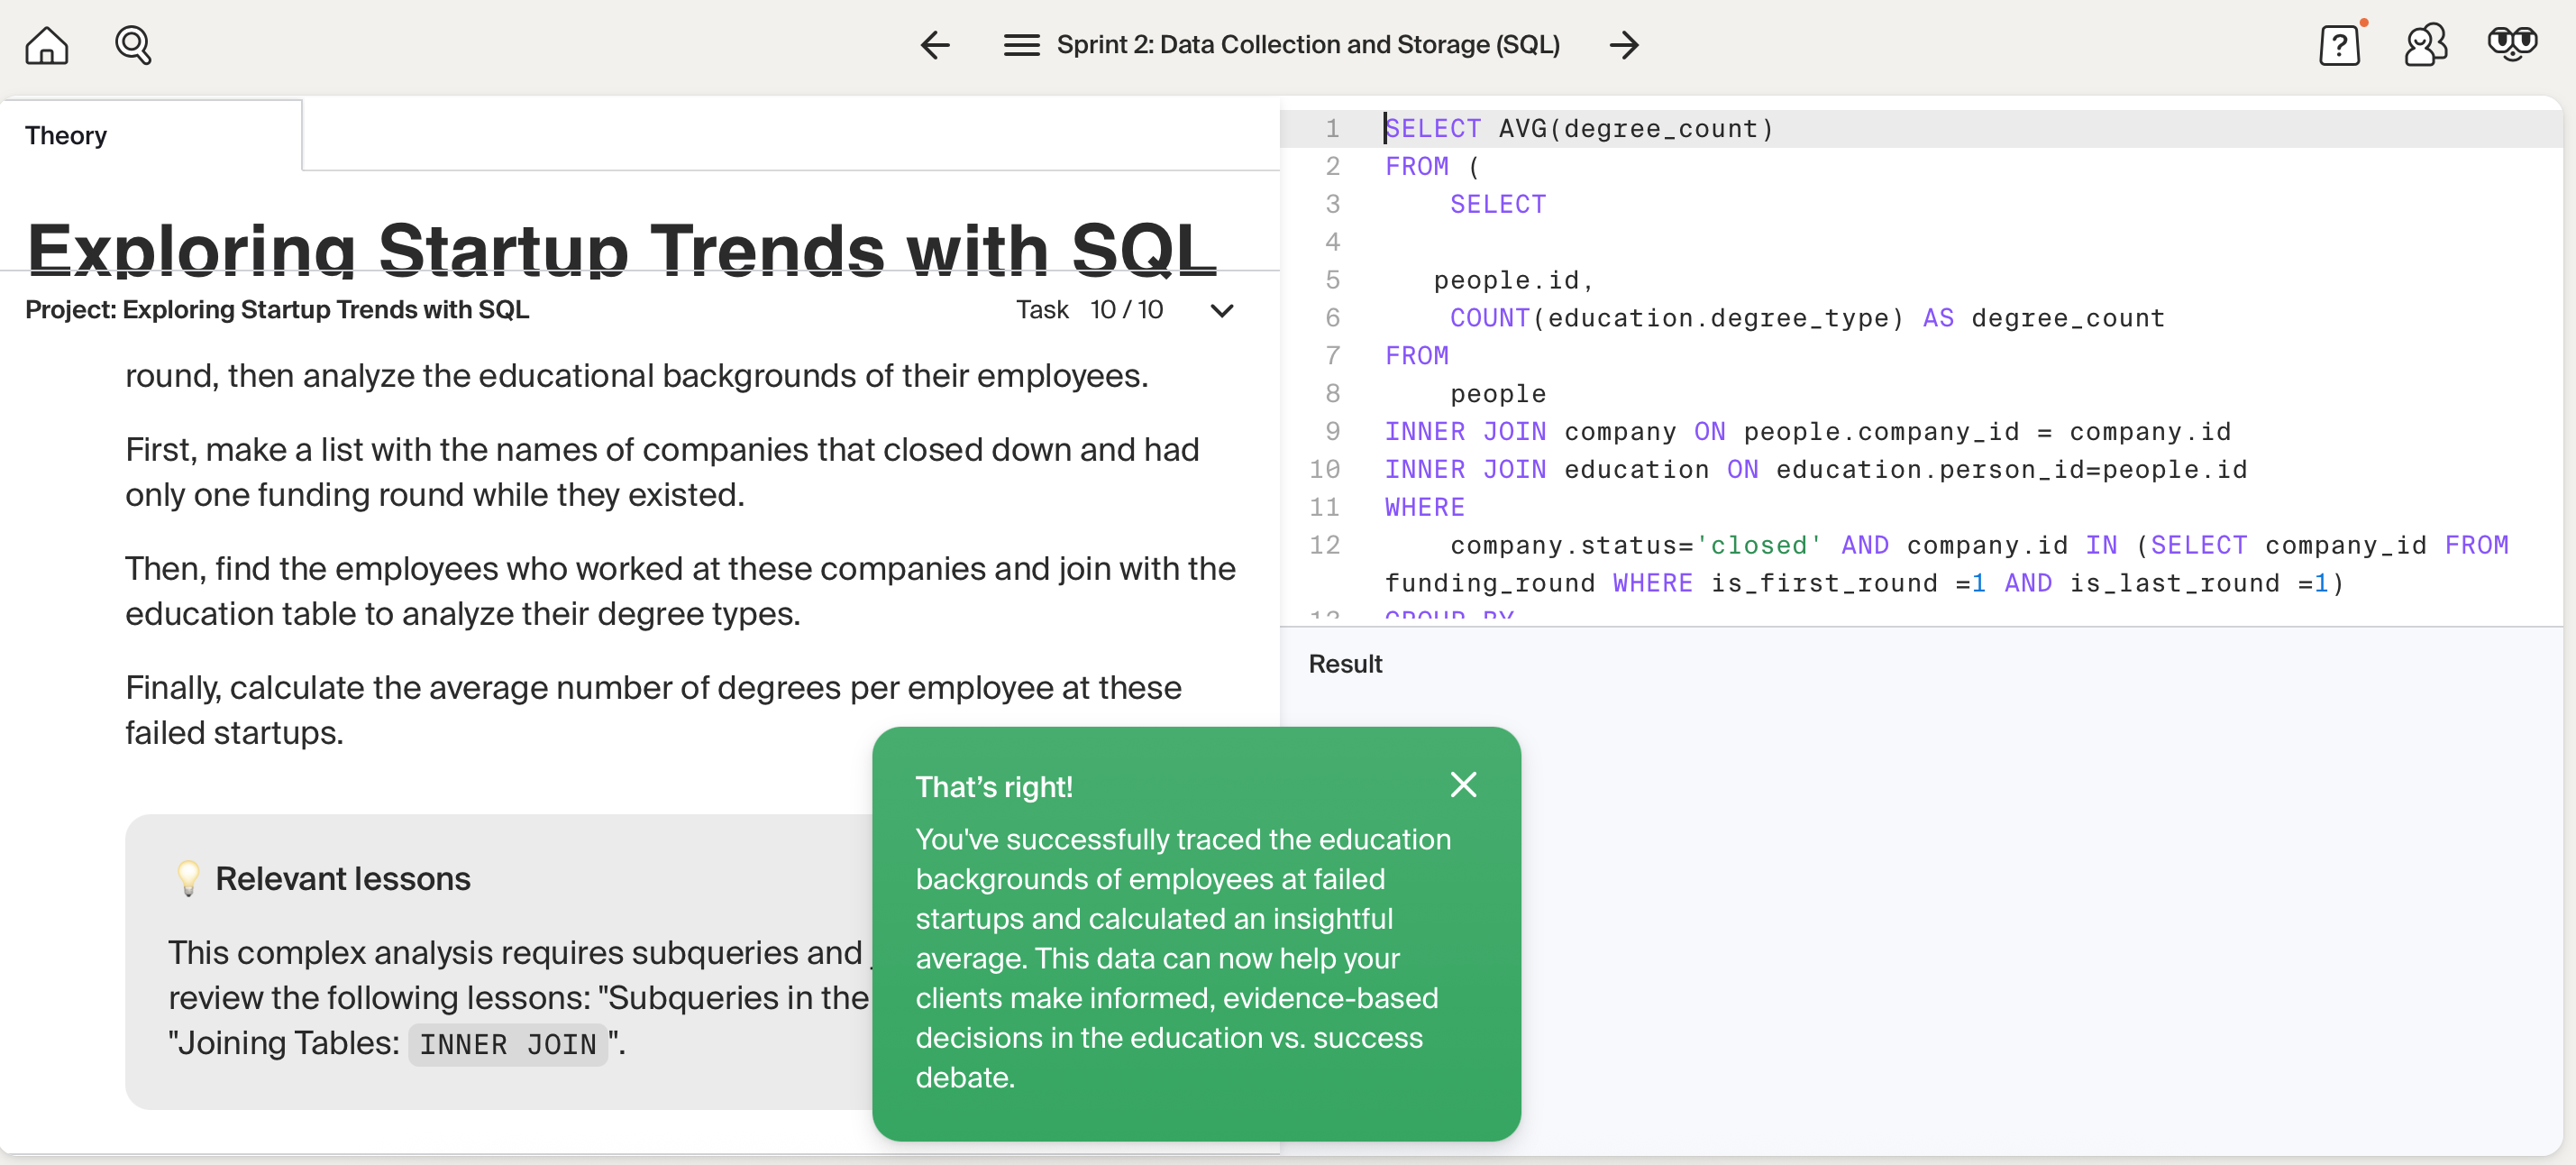 Sprint 2: Data Collection and Storage (SQL)
?
Theory
Exploring Startup Trends with SQL
Project: Exploring Startup Trends with SQL
Task 10 / 10
round, then analyze the educational backgrounds of their employees.
First, make a list with the names of companies that closed down and had
only one funding round while they existed.
Then, find the employees who worked at these companies and join with the
education table to analyze their degree types.
Finally, calculate the average number of degrees per employee at these
failed startups.
Relevant lessons
This complex analysis requires subqueries and
review the following lessons: "Subqueries in the
"Joining Tables: INNER JOIN ".
1 SELECT AVG(degree_count)
2 FROM (
3 SELECT
4
5 people.id,
6 COUNT(education.degree_type) AS degree_count
7 FROM
8 people
9 INNER JOIN company ON people.company_id = company.id
10 INNER JOIN education ON education.person_id=people.id
11 WHERE
12 company.status='closed' AND company.id IN (SELECT company_id FROM
funding_round WHERE is_first_round =1 AND is_last_round =1)
13 GROUP BY
Result
That's right!
You've successfully traced the education
backgrounds of employees at failed
startups and calculated an insightful
average. This data can now help your
clients make informed, evidence-based
decisions in the education vs. success
debate.